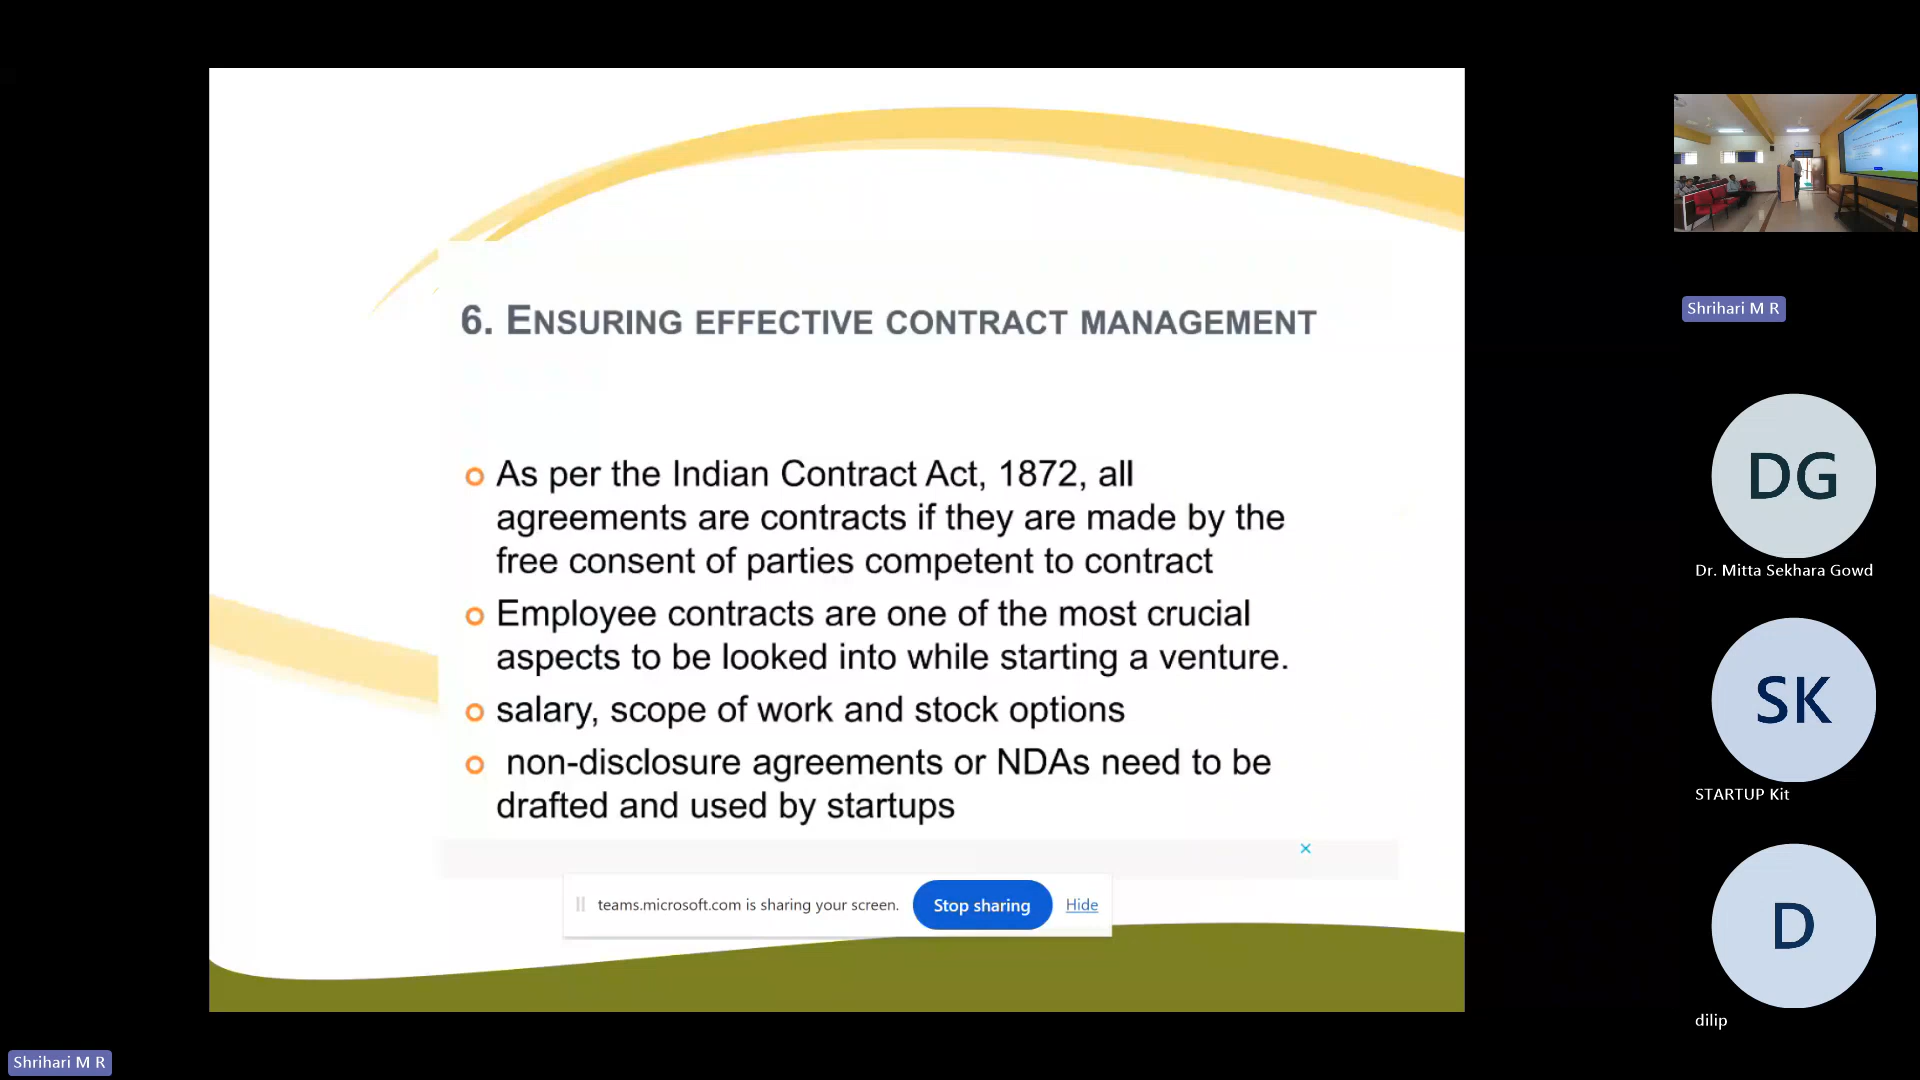 6. ENSURING EFFECTIVE CONTRACT MANAGEMENT
As per the Indian Contract Act, 1872, all
agreements are contracts if they are made by the
free consent of parties competent to contract
Employee contracts are one of the most crucial
aspects to be looked into while starting a venture.
salary, scope of work and stock options
non-disclosure agreements or NDAs need to be
drafted and used by startups
teams.microsoft.com is sharing your screen.
Stop sharing
Hide
Shrihari M R
DG
Dr. Mitta Sekhara Gowd
SK
STARTUP Kit
D
dilip
Shrihari M R